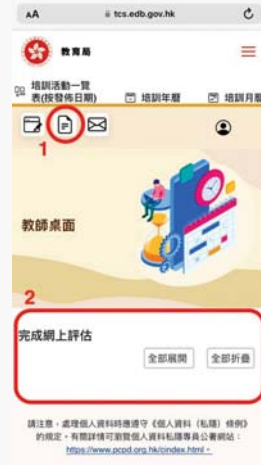 AA tcs.edb.gov.hk
教育局
培訓活動一覽
表(按發佈日期)
培訓年曆
培訓月曆
1
教師桌面
2
完成網上評估
全部展開
全部折疊
請注意，處理個人資料時應遵守《個人資料（私隱）條例》
的規定。有關詳情可瀏覽個人資料私隱專員公署網站：
https://www.pcpd.org.hk/cindex.html。